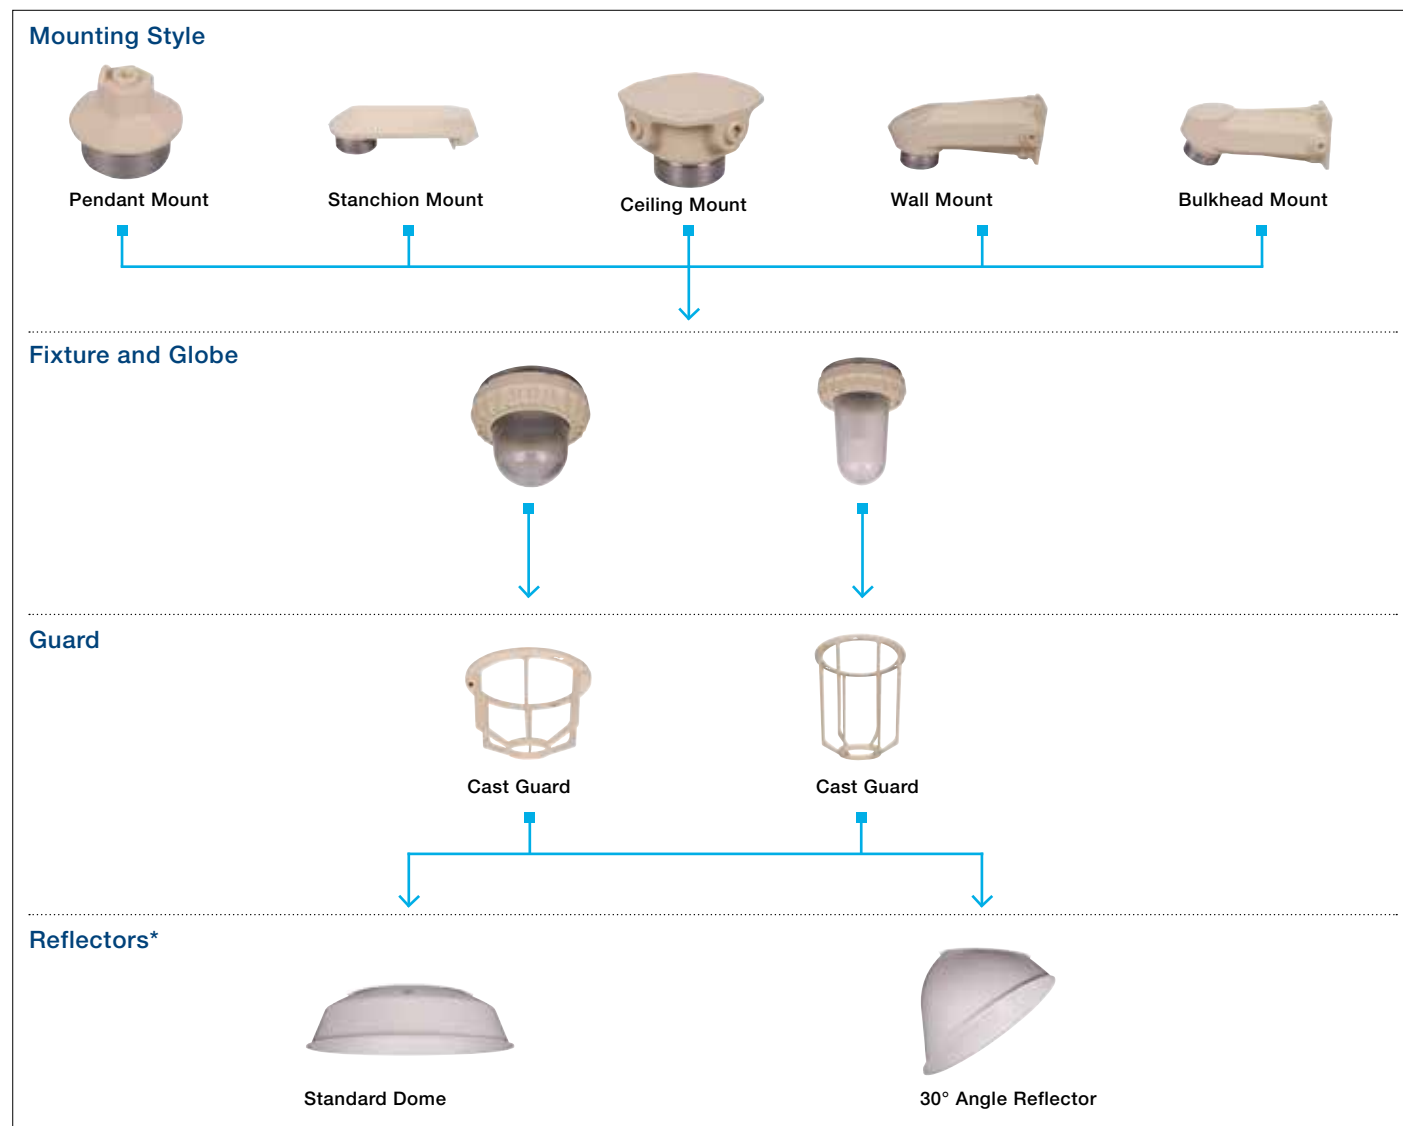 Mounting Style
Pendant Mount
Stanchion Mount
Ceiling Mount
Wall Mount
Bulkhead Mount
Fixture and Globe
Guard
Cast Guard
Cast Guard
Reflectors*
Standard Dome
30° Angle Reflector